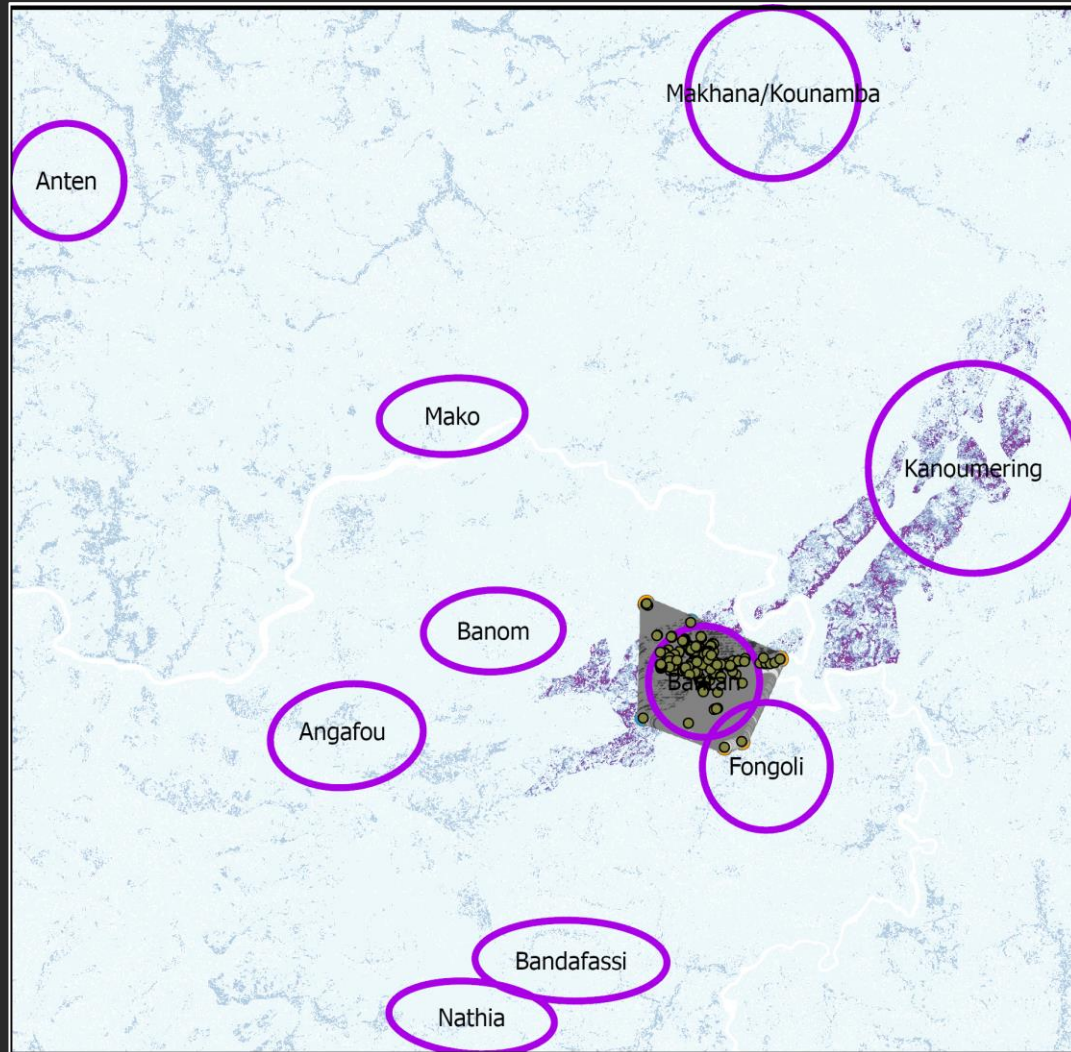 Makhana/Kounamba
Anten
Mako
Kanoumering
Banom
Angafou
Fongoli
Bandafassi
Nathia